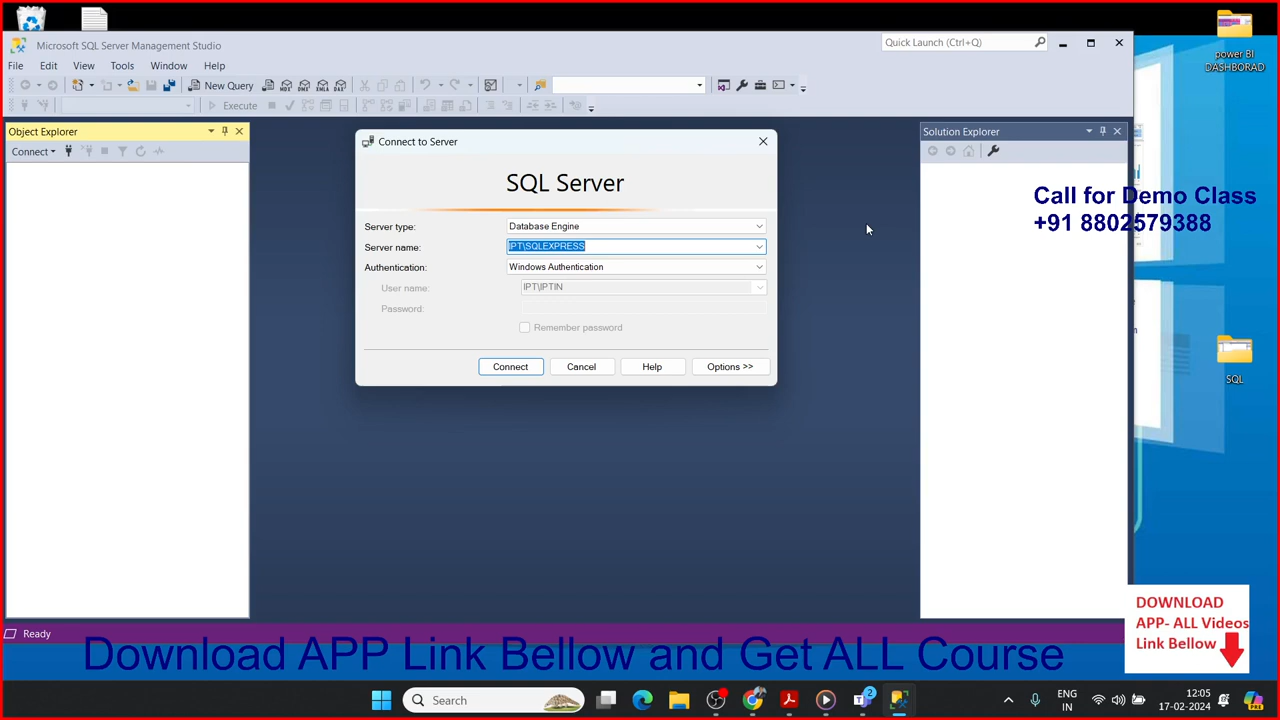 power BI
DASHBORAD
Microsoft SQL Server Management Studio
Quick Launch (Ctrl+Q)
File Edit View Tools Window Help
New Query
Execute
Object Explorer
Connect
Connect to Server
SQL Server
Server type: Database Engine
Server name: IPT\SQLEXPRESS
Authentication: Windows Authentication
User name: IPT\IPTIN
Password:
Remember password
Connect Cancel Help Options >>
Solution Explorer
Call for Demo Class
+91 8802579388
SQL
Ready
Download APP Link Bellow and Get ALL Course
DOWNLOAD
APP- ALL Videos
Link Bellow
Search
2
ENG
IN
12:05
17-02-2024